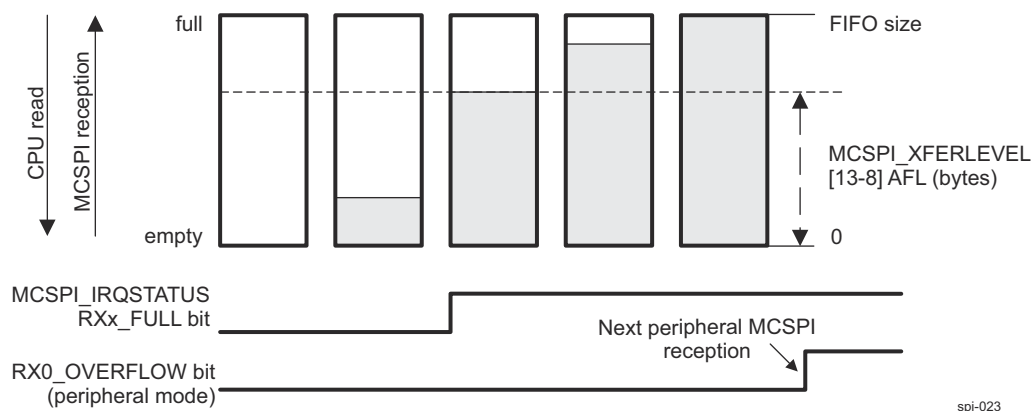 full
FIFO size
CPU read
MCSPI reception
MCSPI_XFERLEVEL
[13-8] AFL (bytes)
empty
0
MCSPI_IRQSTATUS
RXx_FULL bit
Next peripheral MCSPI
reception
RX0_OVERFLOW bit
(peripheral mode)
spi-023